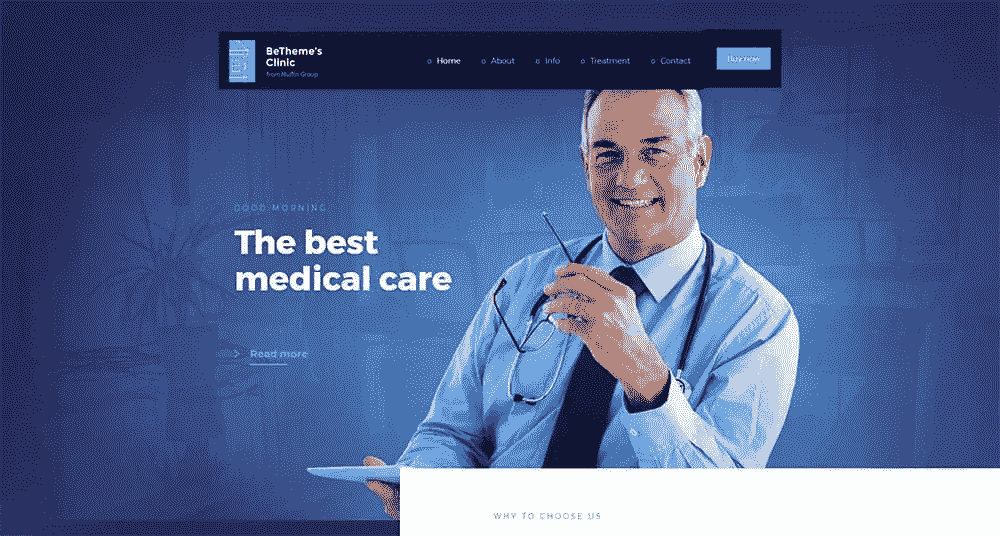 BeTheme's
Clinic
from Muffin Group
Home
About
Info
Treatment
Contact
Buy now
GOOD MORNING
The best
medical care
Read more
WHY TO CHOOSE US